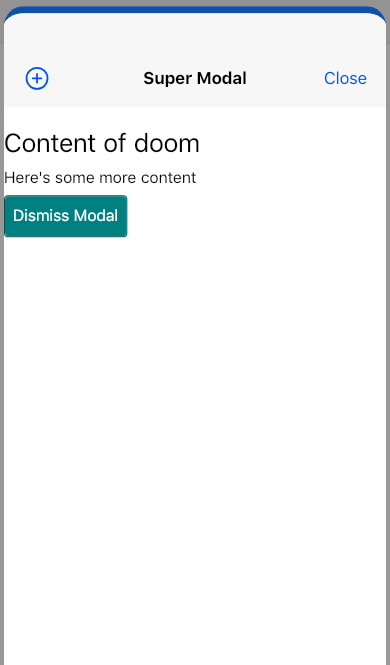 Super Modal Close
Content of doom
Here's some more content
Dismiss Modal